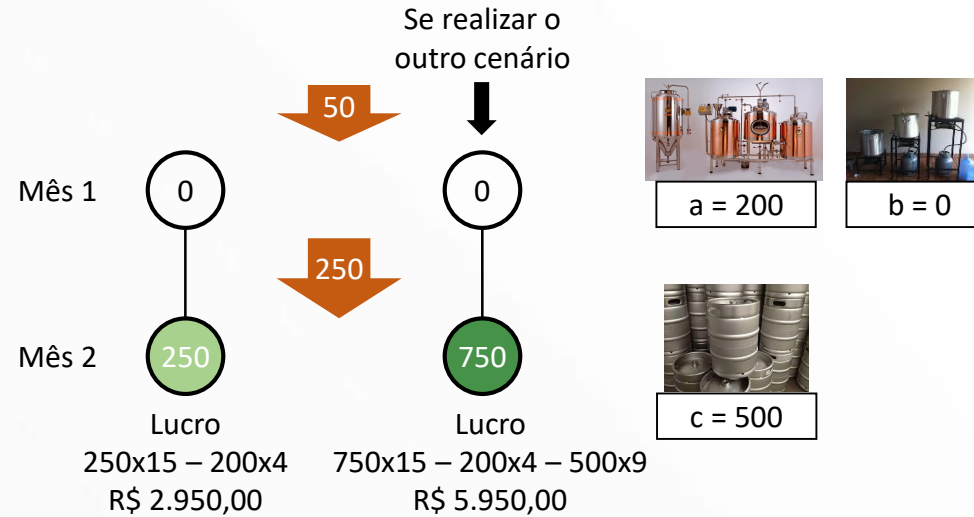 Se realizar o
outro cenário
50
Mês 1
0
0
a = 200
b = 0
250
Mês 2
250
750
c = 500
Lucro
250x15 – 200x4
R$ 2.950,00
Lucro
750x15 – 200x4 – 500x9
R$ 5.950,00